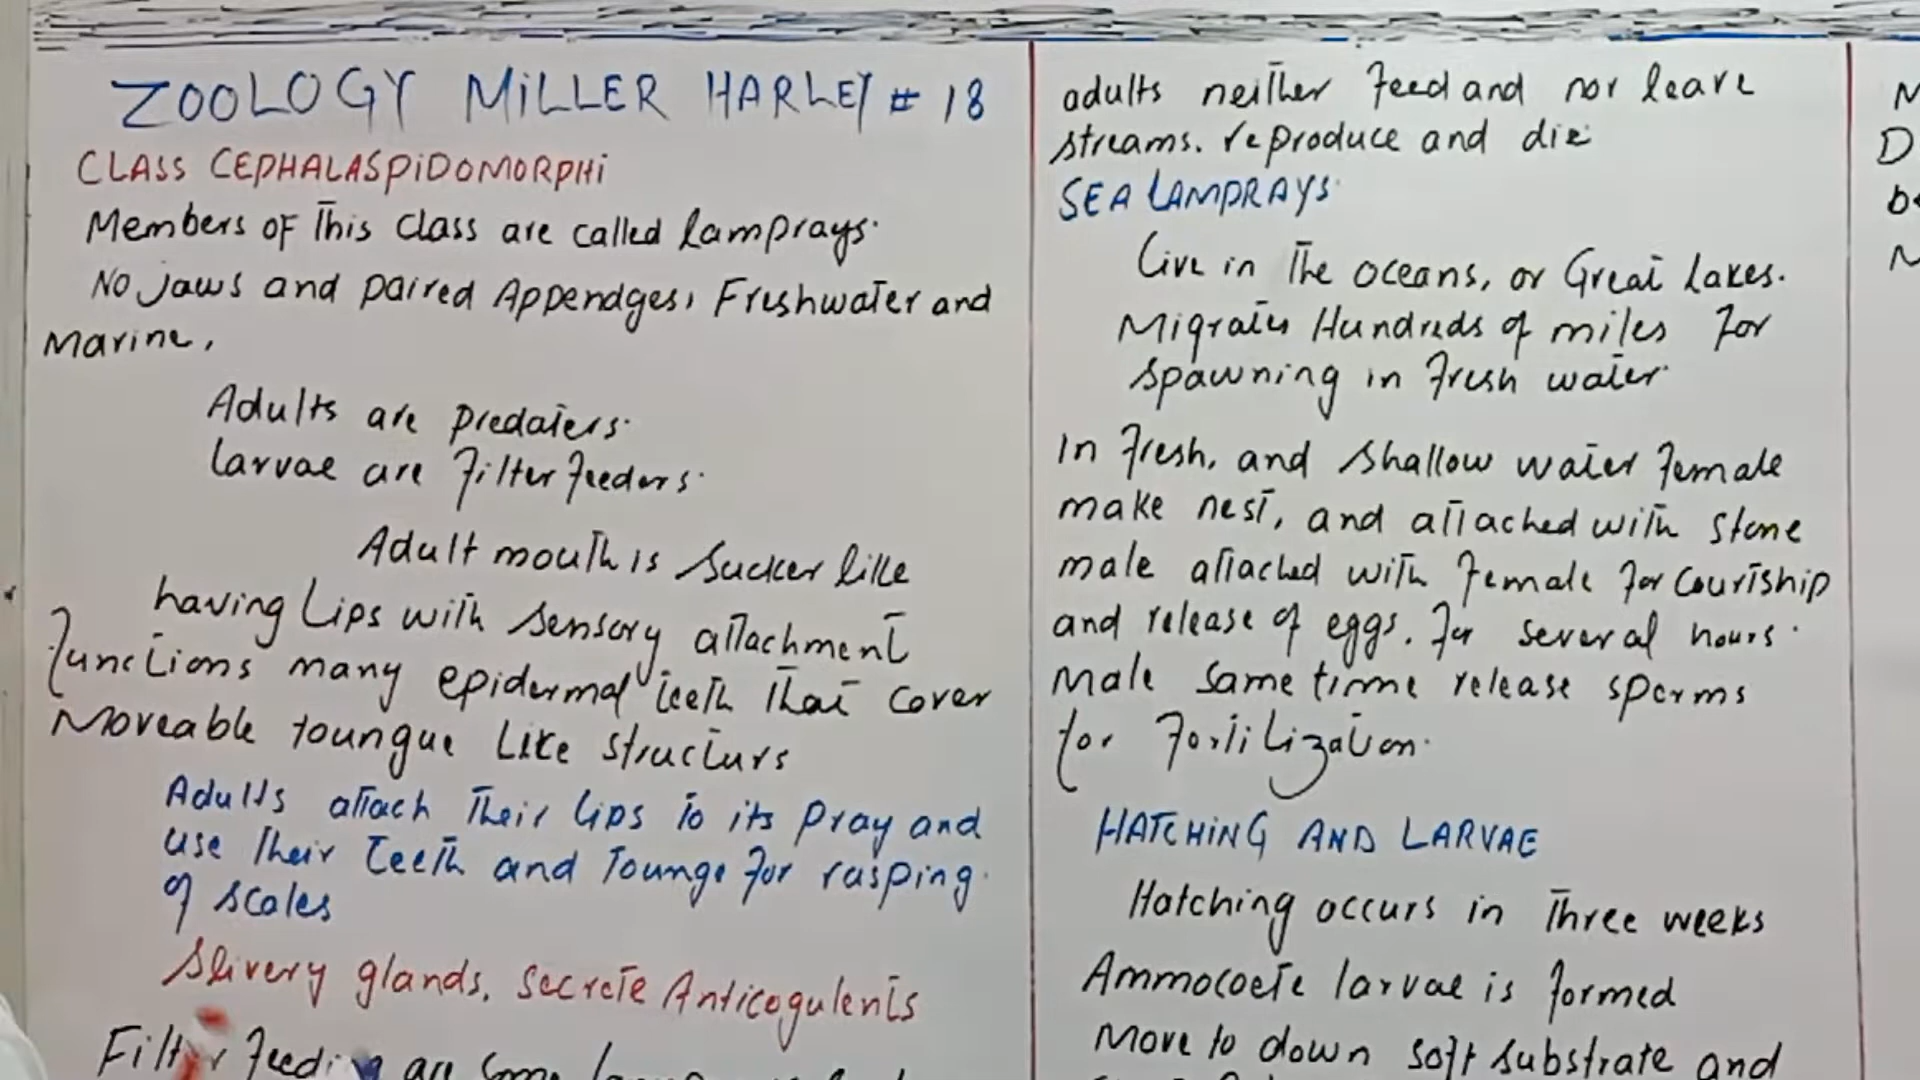 ZOOLOGY MILLER HARLEY # 18
CLASS CEPHALASPIDOMORPHI
Members of This Class are called lamprays.
No jaws and paired Appendges, Freshwater and
Marine,
Adults are predaters.
Larvae are Filter feeders.
Adult mouth is sucker like
having Lips with sensory attachment
functions many epidermal teeth that cover
Moveable toungue Like structurs
Adults attach Their lips to its pray and
use their Teeth and Tounge for rasping
of scales
Slivery glands, secrete Anticogulents
Filter feeding are some
adults neither feed and nor leave
streams. reproduce and die
SEA LAMPRAYS
Live in The oceans, or Great Lakes.
Migrates Hundreds of miles for
spawning in fresh water.
In fresh, and shallow water female
make nest, and attached with stone
male attached with female for Courtship
and release of eggs. for several hours.
Male same timme release sperms
for Fertilization.
HATCHING AND LARVAE
Hatching occurs in Three weeks
Ammocoete larvae is formed
Move to down soft substrate and
D